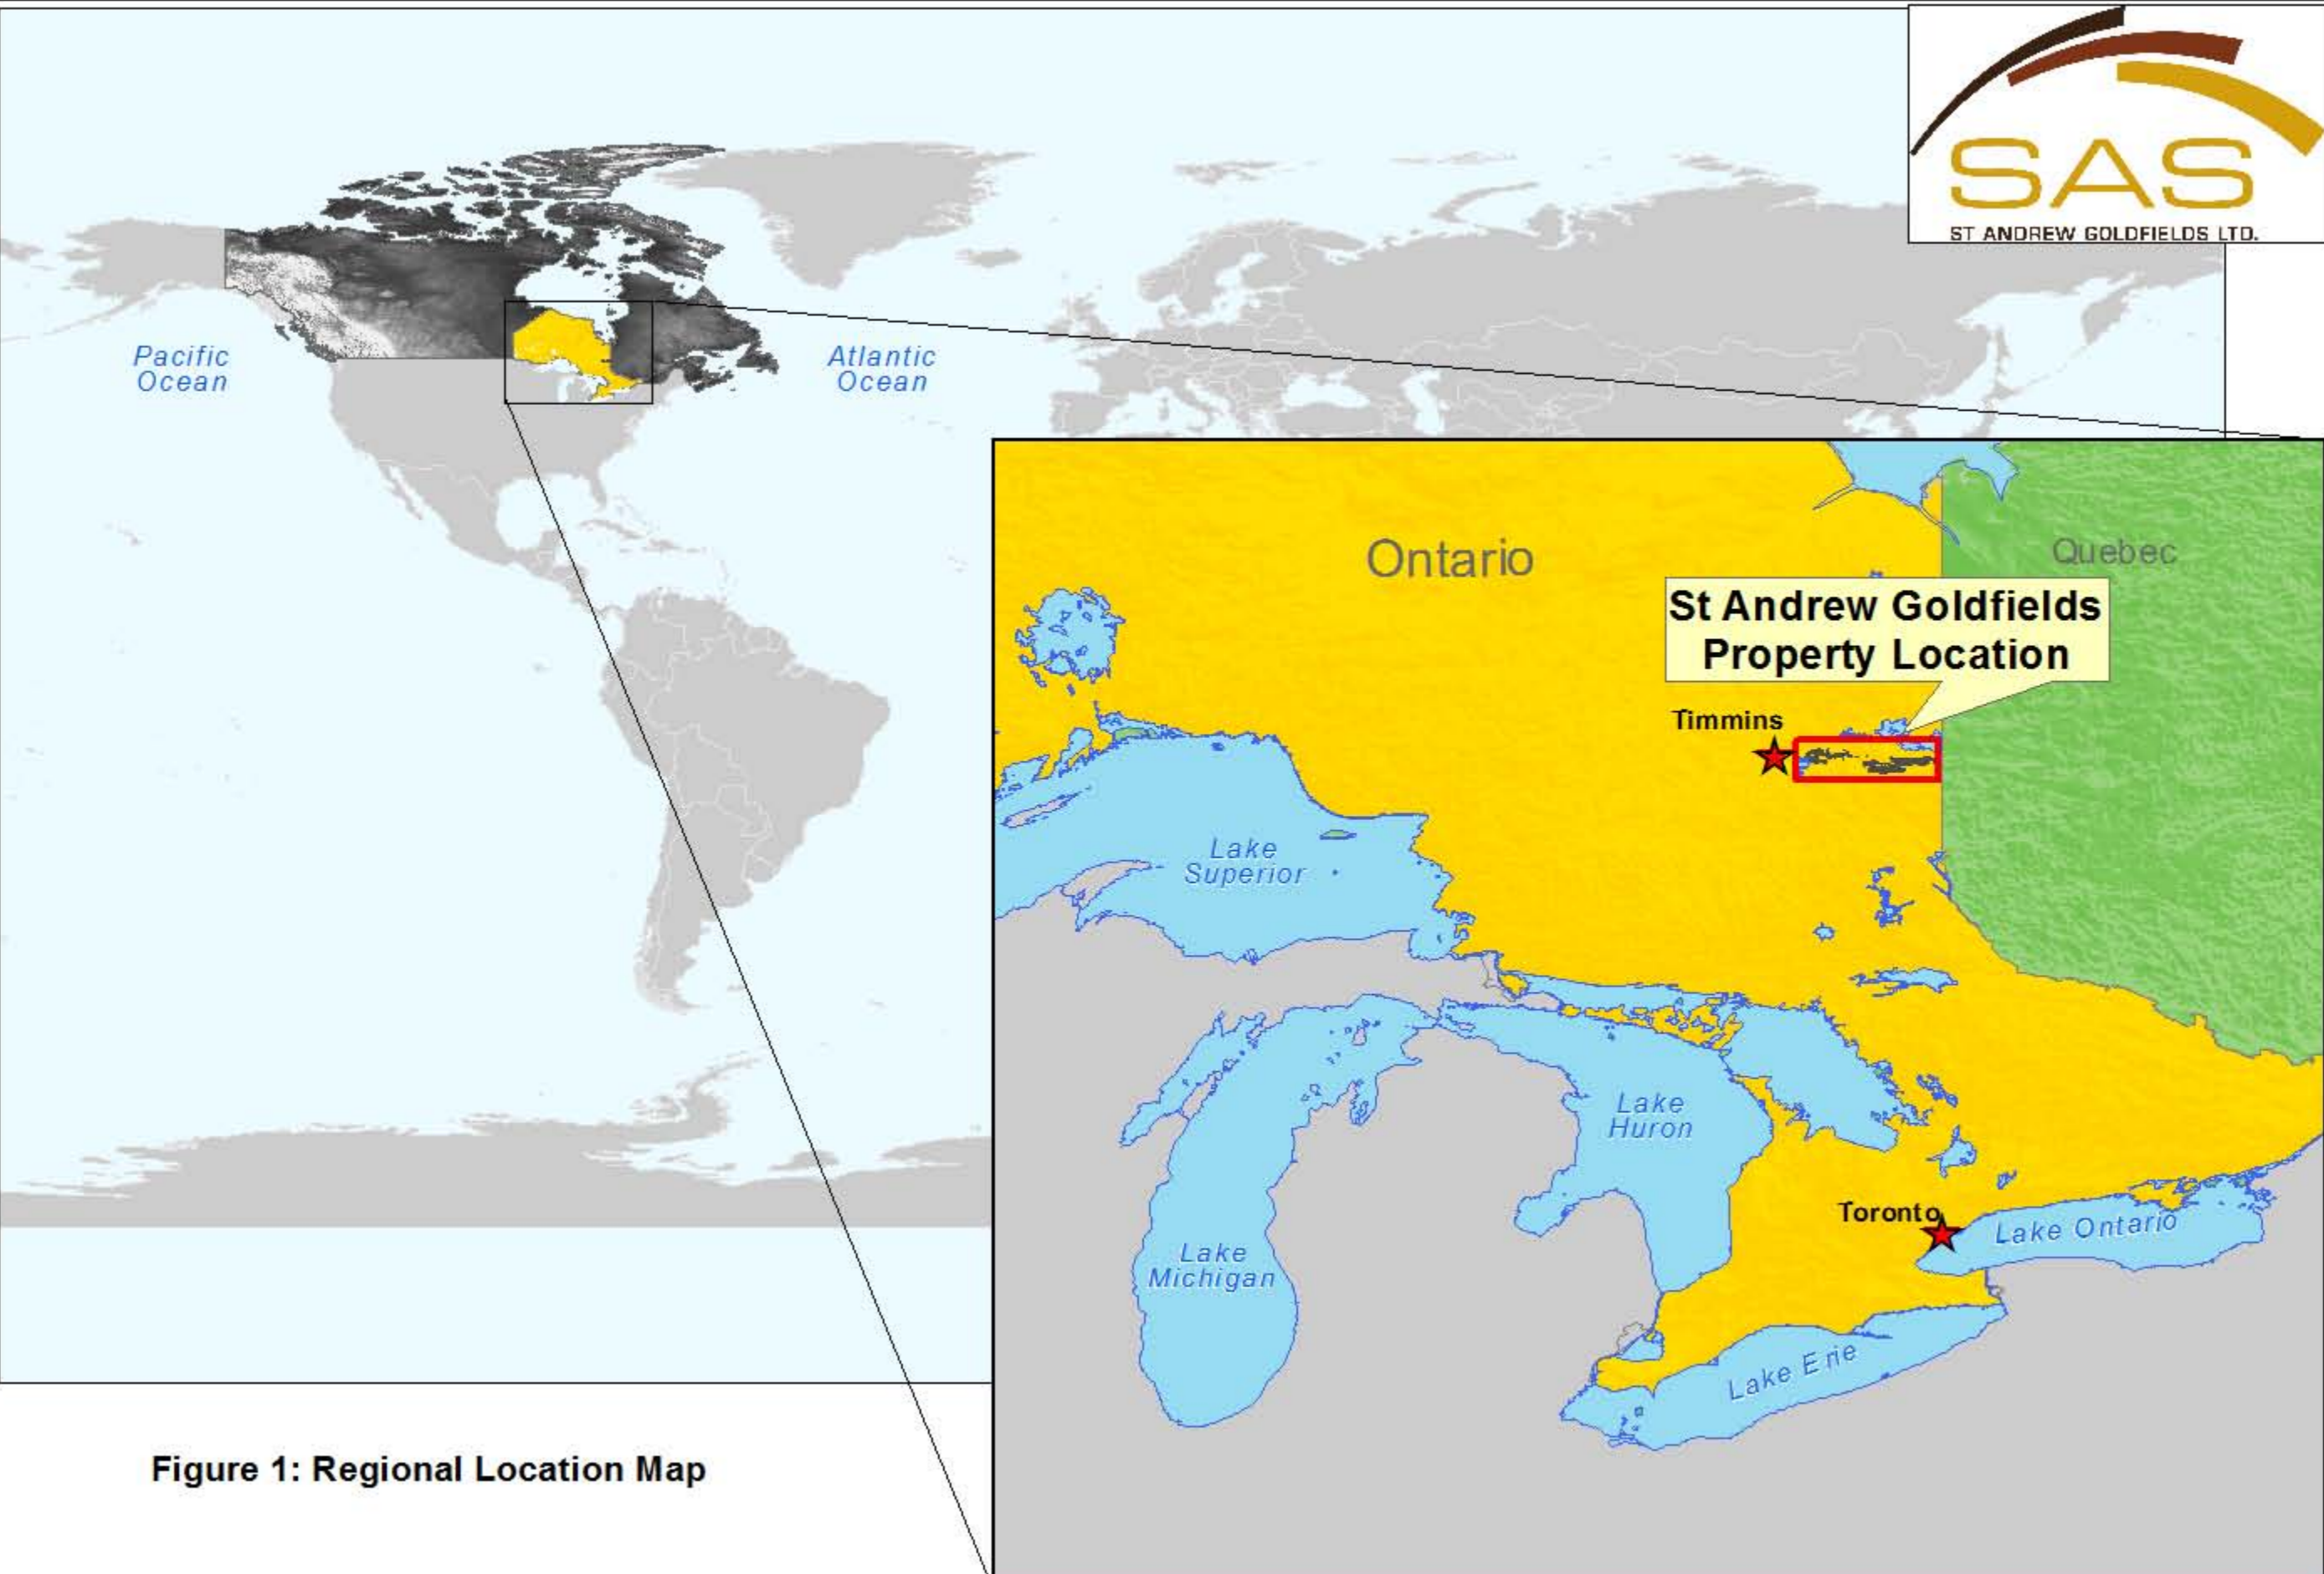 SAS
ST ANDREW GOLDFIELDS LTD.
Pacific
Ocean
Atlantic
Ocean
Ontario
Quebec
St Andrew Goldfields
Property Location
Timmins
Lake
Superior
Lake
Huron
Toronto
Lake Ontario
Lake
Michigan
Lake Erie
Figure 1: Regional Location Map